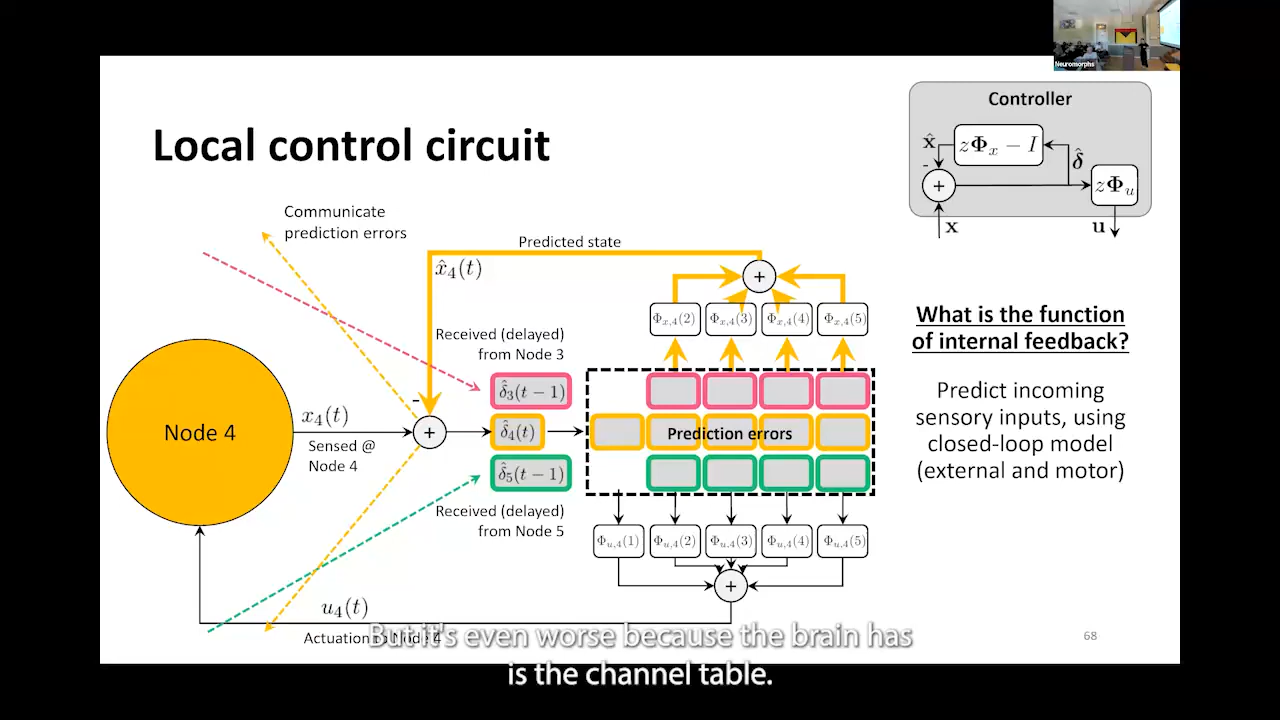 Neuromorphs
Controller
x̂
zΦₓ − I
δ̂
-
+
zΦᵤ
x
u
Local control circuit
Communicate
prediction errors
Predicted state
x̂₄(t)
+
Φₓ,₄(2) Φₓ,₄(3) Φₓ,₄(4) Φₓ,₄(5)
What is the function
of internal feedback?
Received (delayed)
from Node 3
δ̂₃(t − 1)
Predict incoming
sensory inputs, using
closed-loop model
(external and motor)
Node 4
x₄(t)
Sensed @
Node 4
-
+
δ̂₄(t)
Prediction errors
δ̂₅(t − 1)
Received (delayed)
from Node 5
Φᵤ,₄(1) Φᵤ,₄(2) Φᵤ,₄(3) Φᵤ,₄(4) Φᵤ,₄(5)
+
u₄(t)
Actuation Node 4
68
But it's even worse because the brain has
is the channel table.